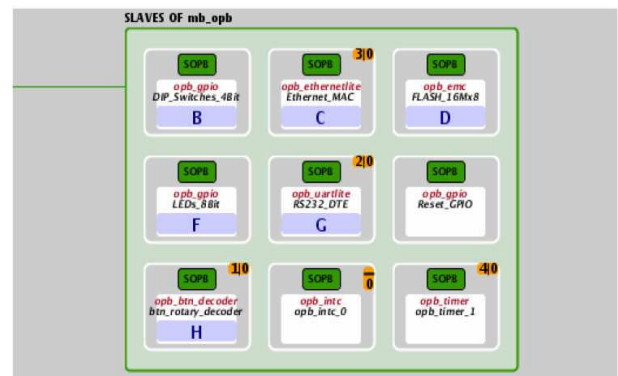 SLAVES OF mb_opb
SOPB
opb_gpio
DIP_Switches_4Bit
B
3|0
SOPB
opb_ethernetlite
Ethernet_MAC
C
SOPB
opb_emc
FLASH_16Mx8
D
SOPB
opb_gpio
LEDs_8Bit
F
2|0
SOPB
opb_uartlite
RS232_DTE
G
SOPB
opb_gpio
Reset_GPIO
1|0
SOPB
opb_btn_decoder
btn_rotary_decoder
H
0
SOPB
opb_intc
opb_intc_0
4|0
SOPB
opb_timer
opb_timer_1